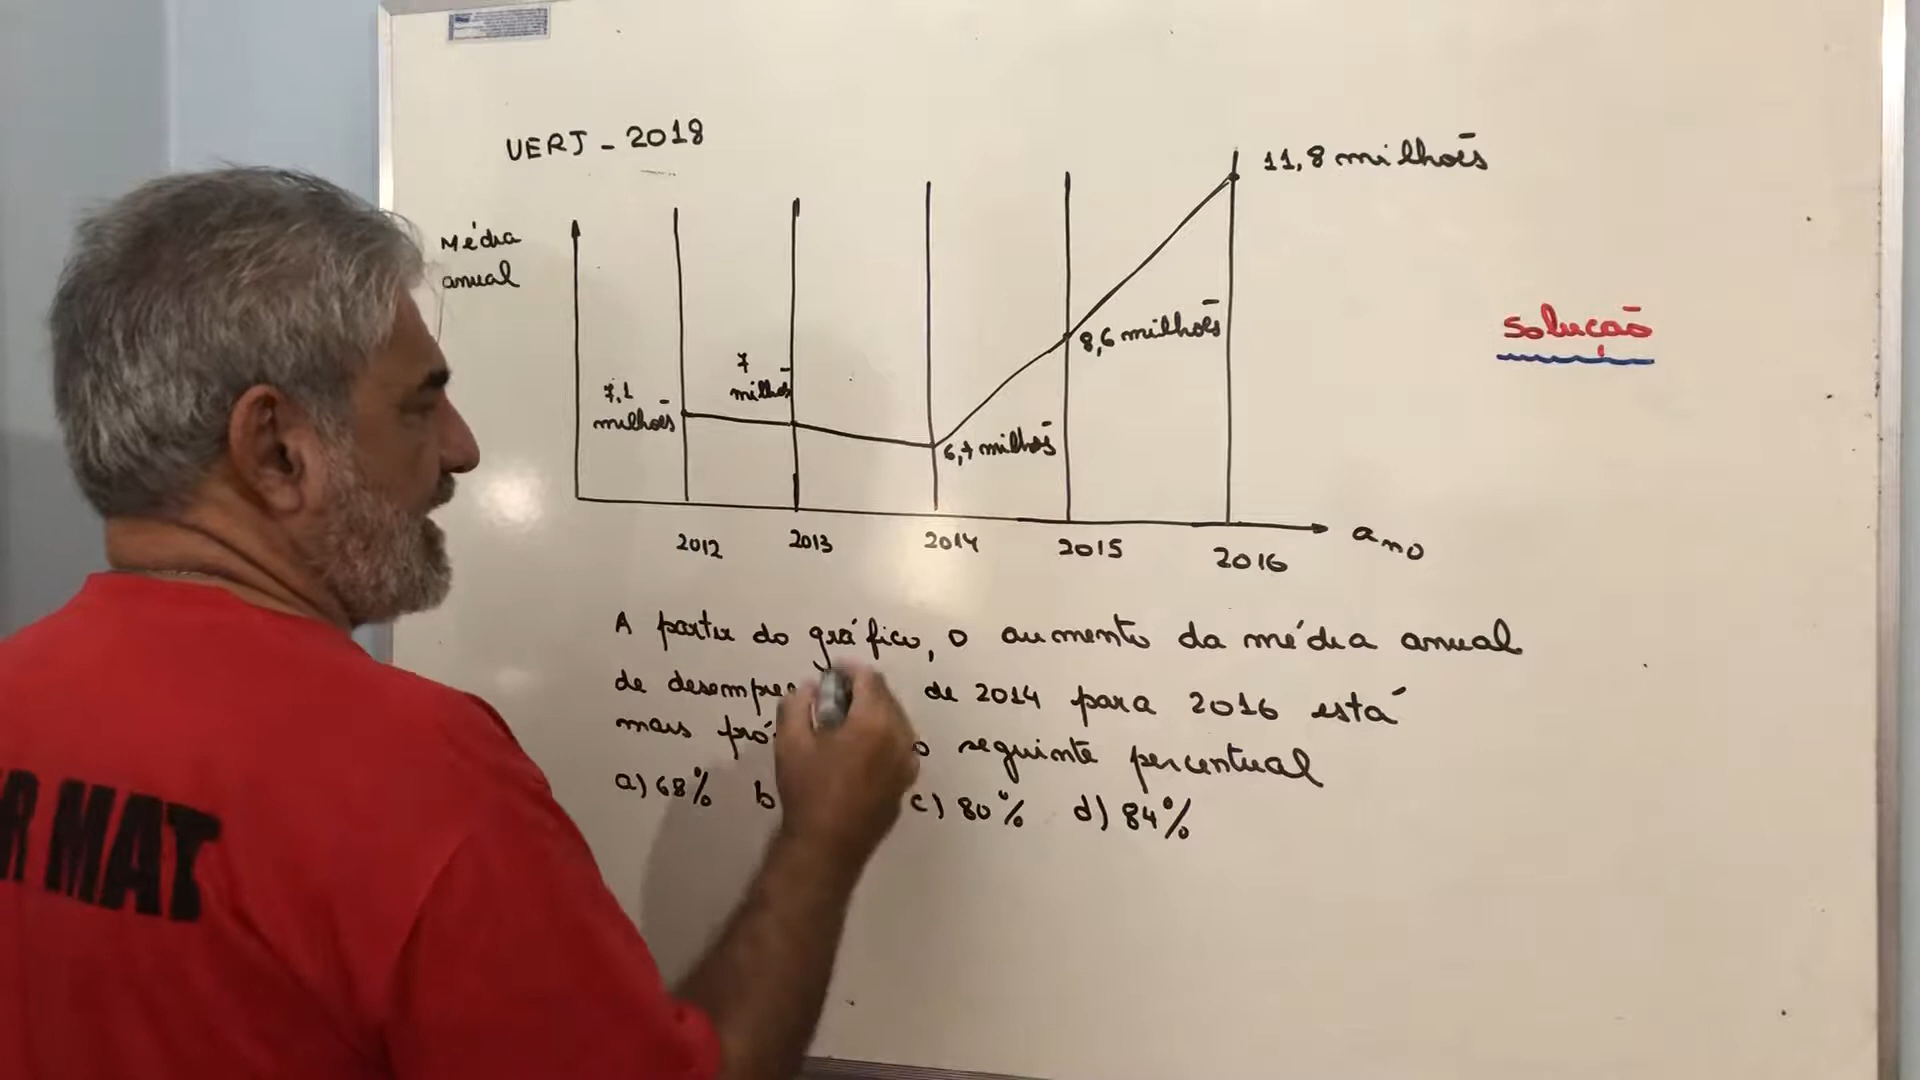 UERJ - 2018
Média
anual
11,8 milhões
8,6 milhões
7
milhões
7,1
milhões
6,7 milhões
2012 2013 2014 2015 2016 ano
Solução
A partir do gráfico, o aumento da média anual
de de 2014 para 2016 está
mais seguinte percentual
a) 68% b c) 80% d) 84%
MAT